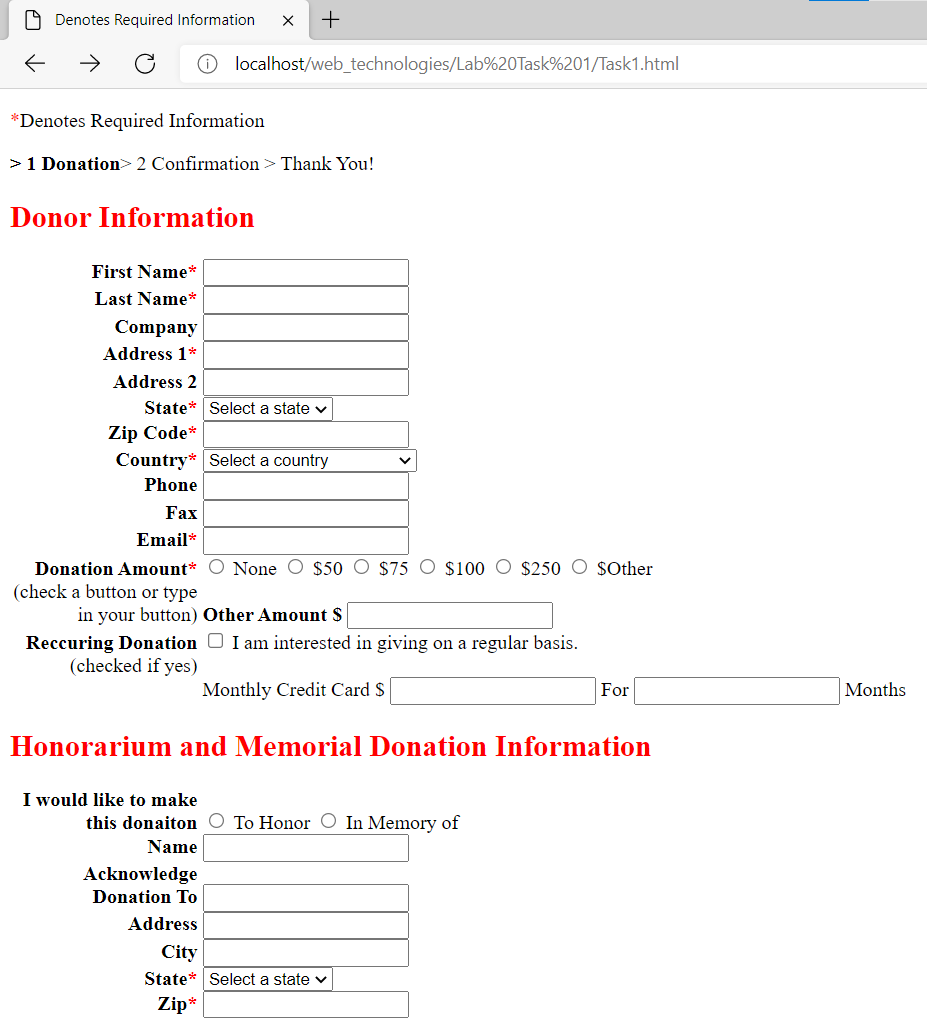 Denotes Required Information
localhost/web_technologies/Lab%20Task%201/Task1.html
*Denotes Required Information
> 1 Donation> 2 Confirmation > Thank You!
Donor Information
First Name*
Last Name*
Company
Address 1*
Address 2
State* Select a state
Zip Code*
Country* Select a country
Phone
Fax
Email*
Donation Amount* None $50 $75 $100 $250 $Other
(check a button or type
in your button) Other Amount $
Reccuring Donation I am interested in giving on a regular basis.
(checked if yes)
Monthly Credit Card $ For Months
Honorarium and Memorial Donation Information
I would like to make
this donaiton To Honor In Memory of
Name
Acknowledge
Donation To
Address
City
State* Select a state
Zip*